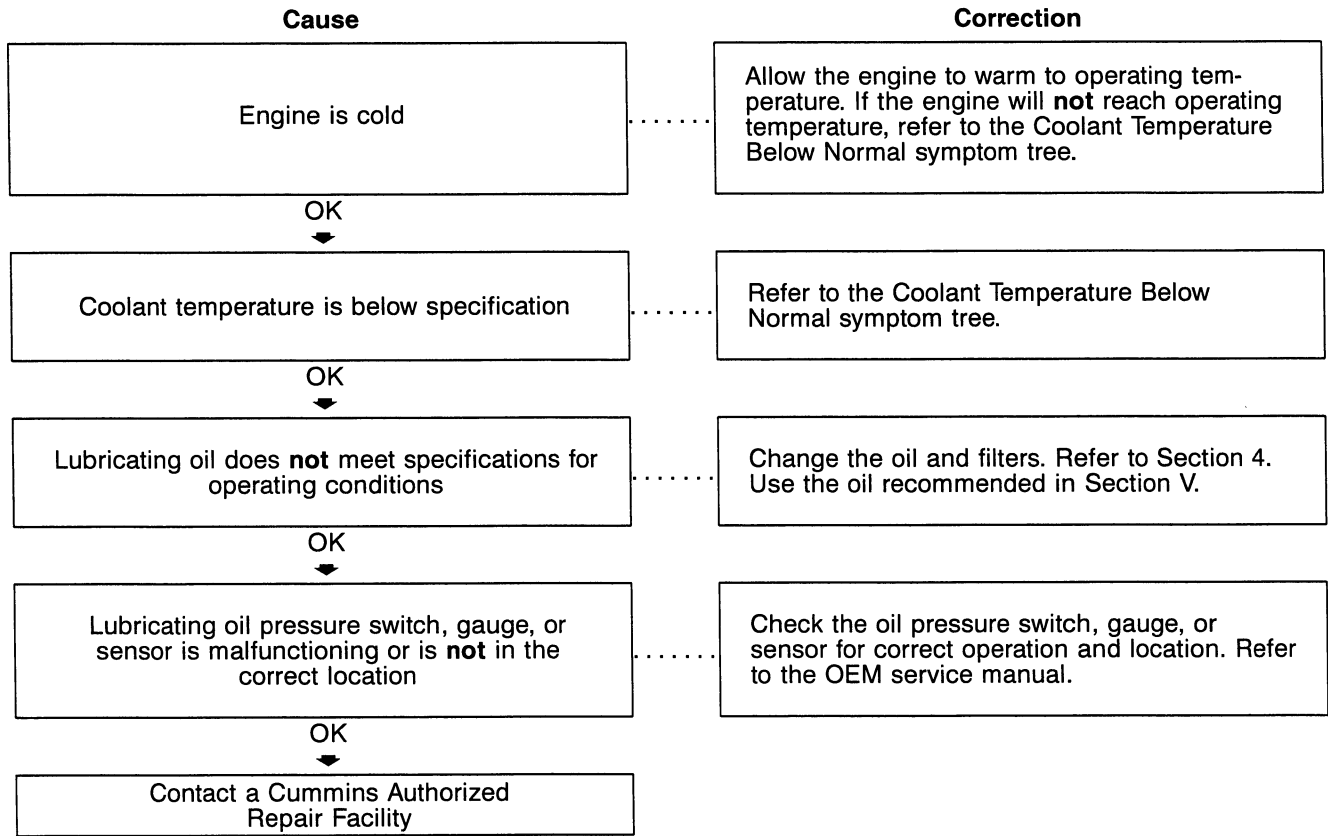 Cause
Correction
Engine is cold
Allow the engine to warm to operating tem-
perature. If the engine will not reach operating
temperature, refer to the Coolant Temperature
Below Normal symptom tree.
OK
Coolant temperature is below specification
Refer to the Coolant Temperature Below
Normal symptom tree.
OK
Lubricating oil does not meet specifications for
operating conditions
Change the oil and filters. Refer to Section 4.
Use the oil recommended in Section V.
OK
Lubricating oil pressure switch, gauge, or
sensor is malfunctioning or is not in the
correct location
Check the oil pressure switch, gauge, or
sensor for correct operation and location. Refer
to the OEM service manual.
OK
Contact a Cummins Authorized
Repair Facility